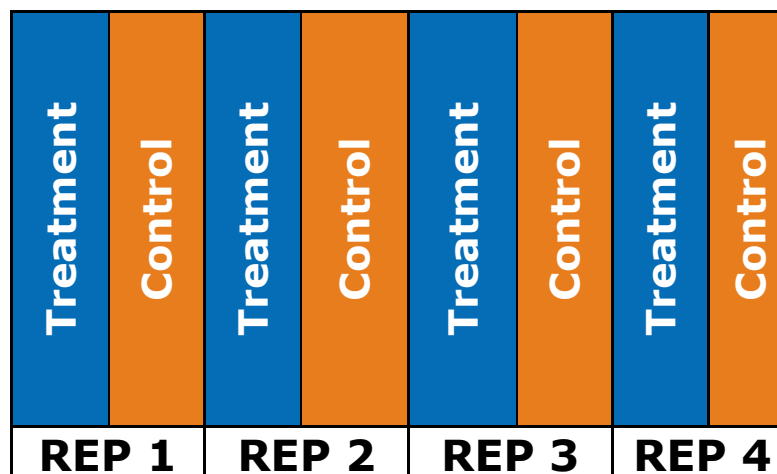 Treatment
Control
Treatment
Control
Treatment
Control
Treatment
Control
REP 1
REP 2
REP 3
REP 4